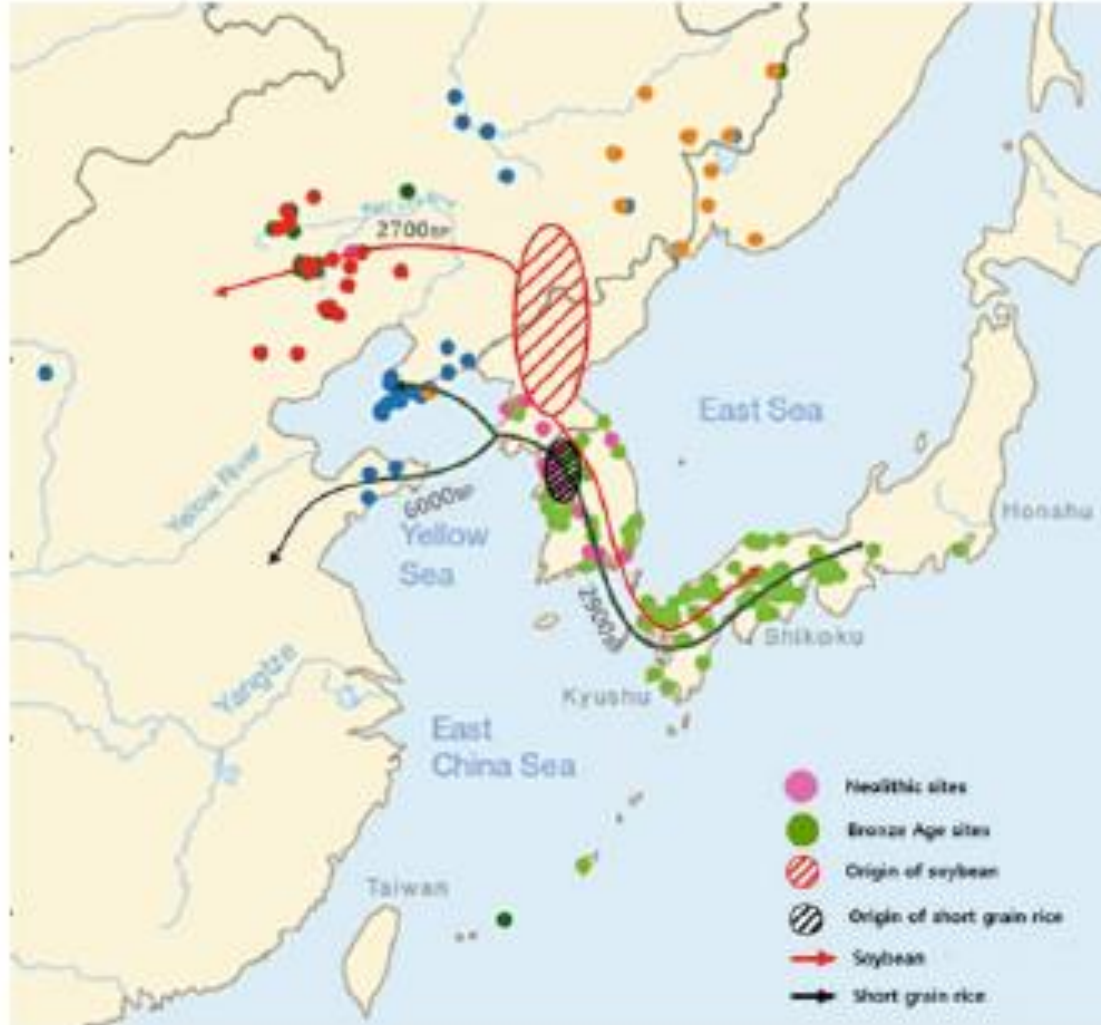 2700BP
East Sea
Yellow River
6000BP
Yellow
Sea
Honshu
2900BP
Shikoku
Yangtze
Kyushu
East
China Sea
Neolithic sites
Bronze Age sites
Origin of soybean
Taiwan
Origin of short grain rice
Soybean
Short grain rice